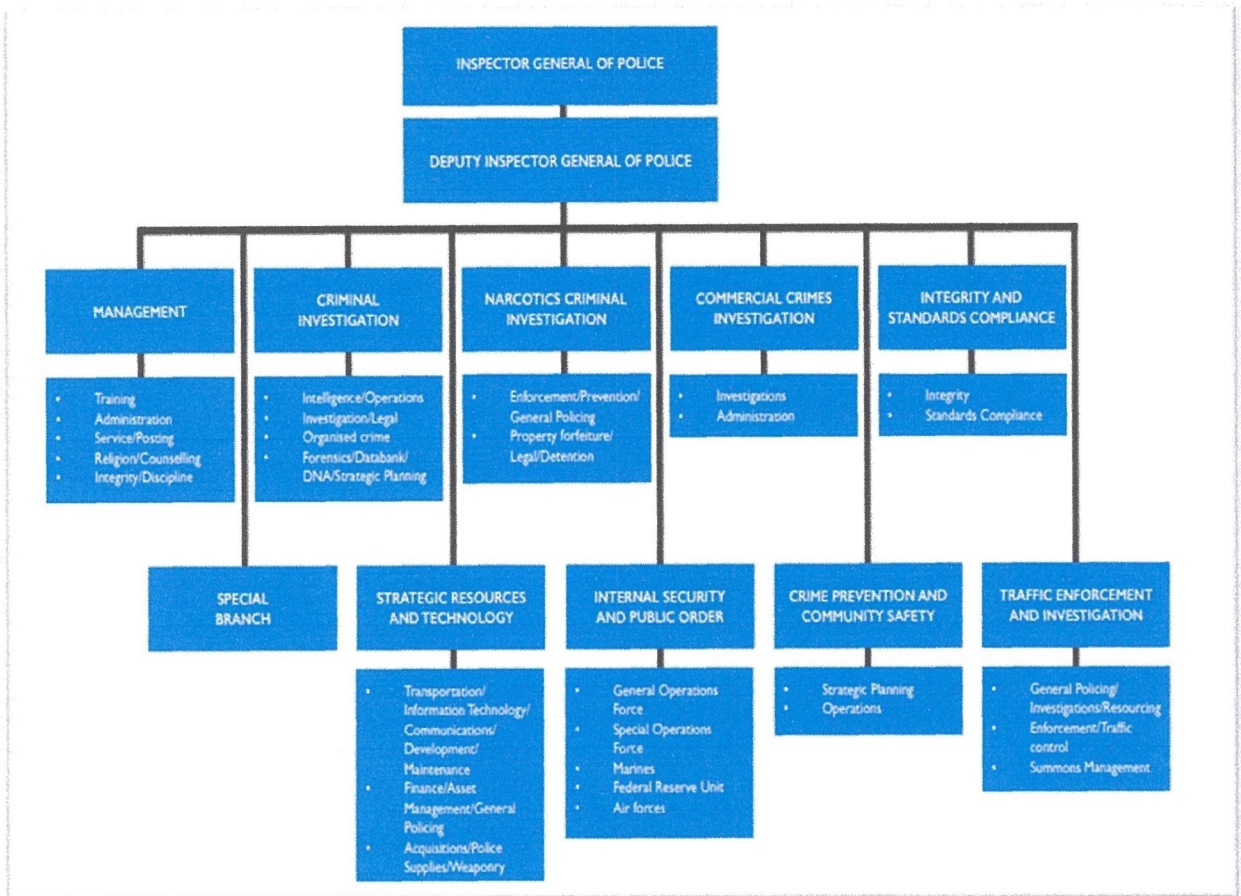 INSPECTOR GENERAL OF POLICE
DEPUTY INSPECTOR GENERAL OF POLICE
MANAGEMENT
• Training
• Administration
• Service/Posting
• Religion/Counselling
• Integrity/Discipline
CRIMINAL
INVESTIGATION
• Intelligence/Operations
• Investigation/Legal
• Organised crime
• Forensics/Databank/
DNA/Strategic Planning
NARCOTICS CRIMINAL
INVESTIGATION
• Enforcement/Prevention/
General Policing
• Property forfeiture/
Legal/Detention
COMMERCIAL CRIMES
INVESTIGATION
• Investigations
• Administration
INTEGRITY AND
STANDARDS COMPLIANCE
• Integrity
• Standards Compliance
SPECIAL
BRANCH
STRATEGIC RESOURCES
AND TECHNOLOGY
• Transportation/
Information Technology/
Communications/
Development/
Maintenance
• Finance/Asset
Management/General
Policing
• Acquisitions/Police
Supplies/Weaponry
INTERNAL SECURITY
AND PUBLIC ORDER
• General Operations
Force
• Special Operations
Force
• Marines
• Federal Reserve Unit
• Air forces
CRIME PREVENTION AND
COMMUNITY SAFETY
• Strategic Planning
• Operations
TRAFFIC ENFORCEMENT
AND INVESTIGATION
• General Policing/
Investigations/Resourcing
• Enforcement/Traffic
control
• Summons Management